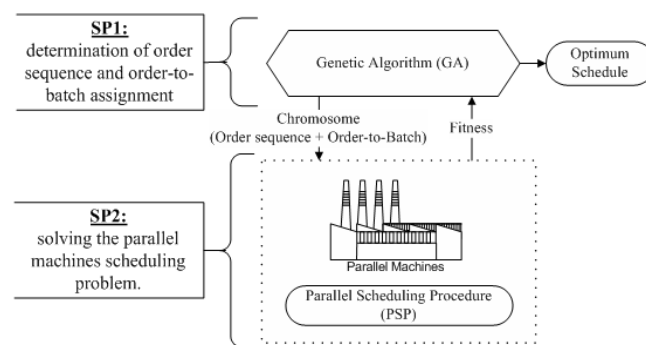 SP1:
determination of order
sequence and order-to-
batch assignment
Genetic Algorithm (GA)
Optimum
Schedule
Chromosome
(Order sequence + Order-to-Batch)
Fitness
SP2:
solving the parallel
machines scheduling
problem.
Parallel Machines
Parallel Scheduling Procedure
(PSP)